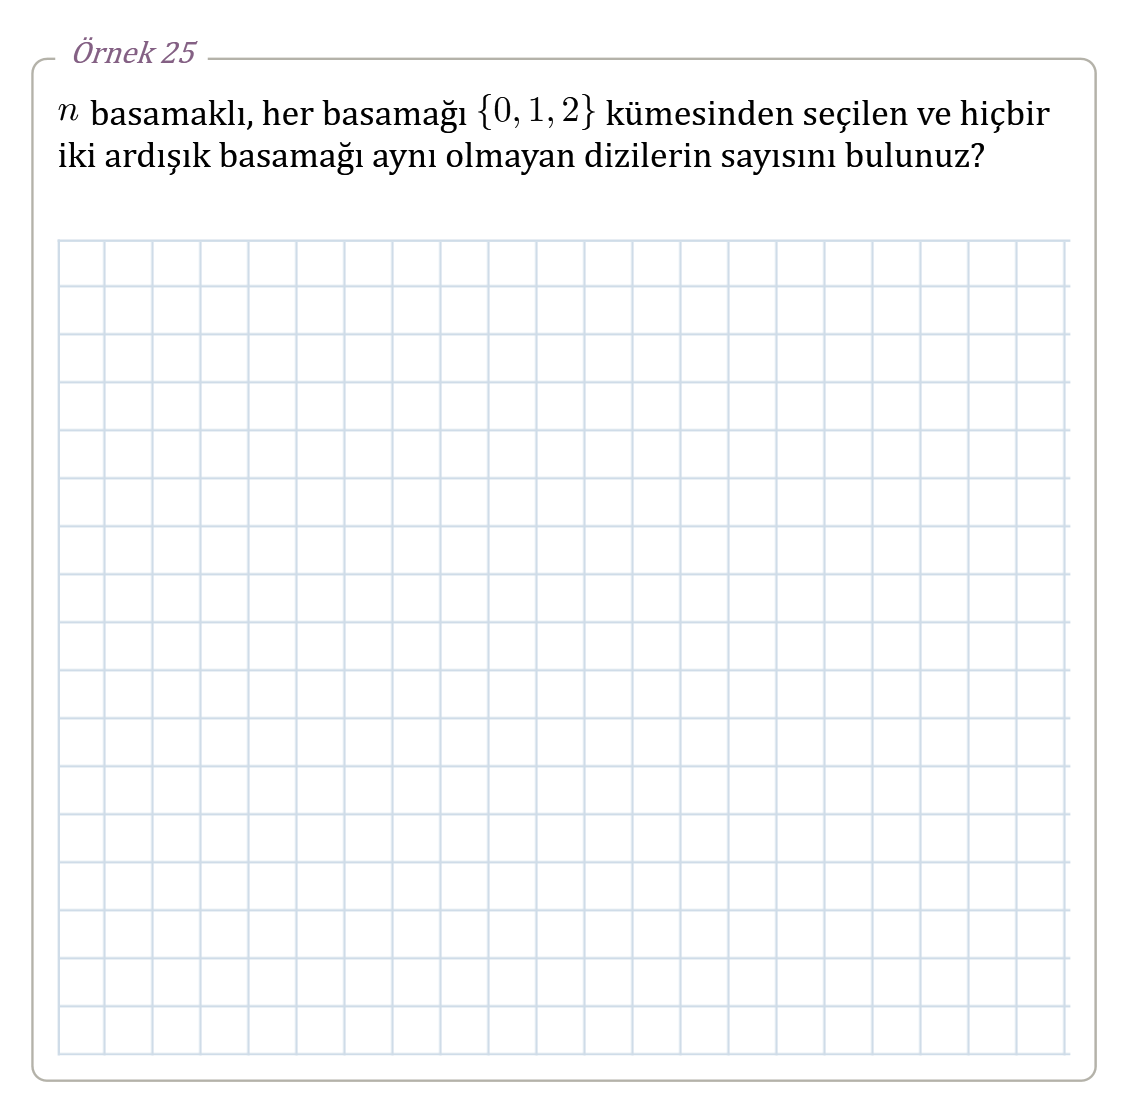 Örnek 25
n basamaklı, her basamağı {0, 1, 2} kümesinden seçilen ve hiçbir
iki ardışık basamağı aynı olmayan dizilerin sayısını bulunuz?